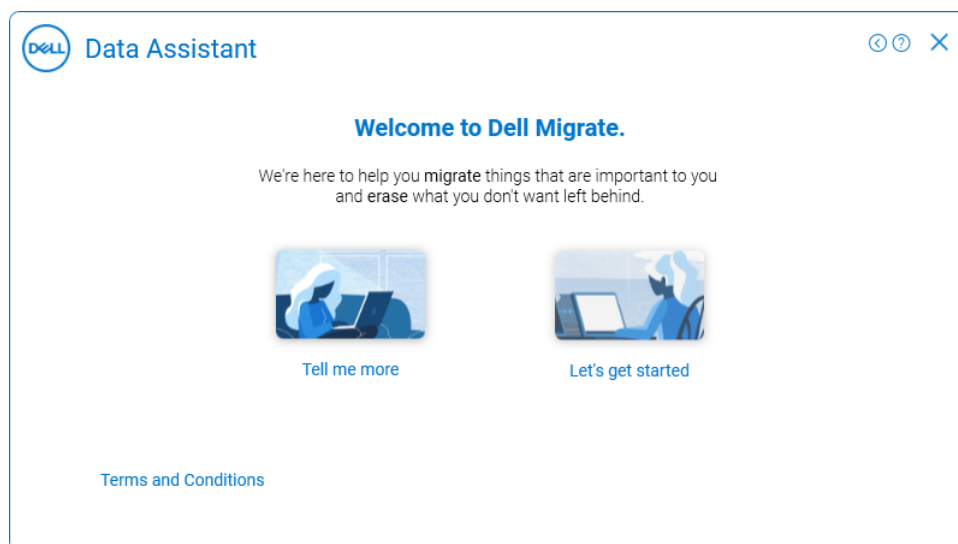 DELL
Data Assistant
Welcome to Dell Migrate.
We're here to help you migrate things that are important to you
and erase what you don't want left behind.
Tell me more
Let's get started
Terms and Conditions